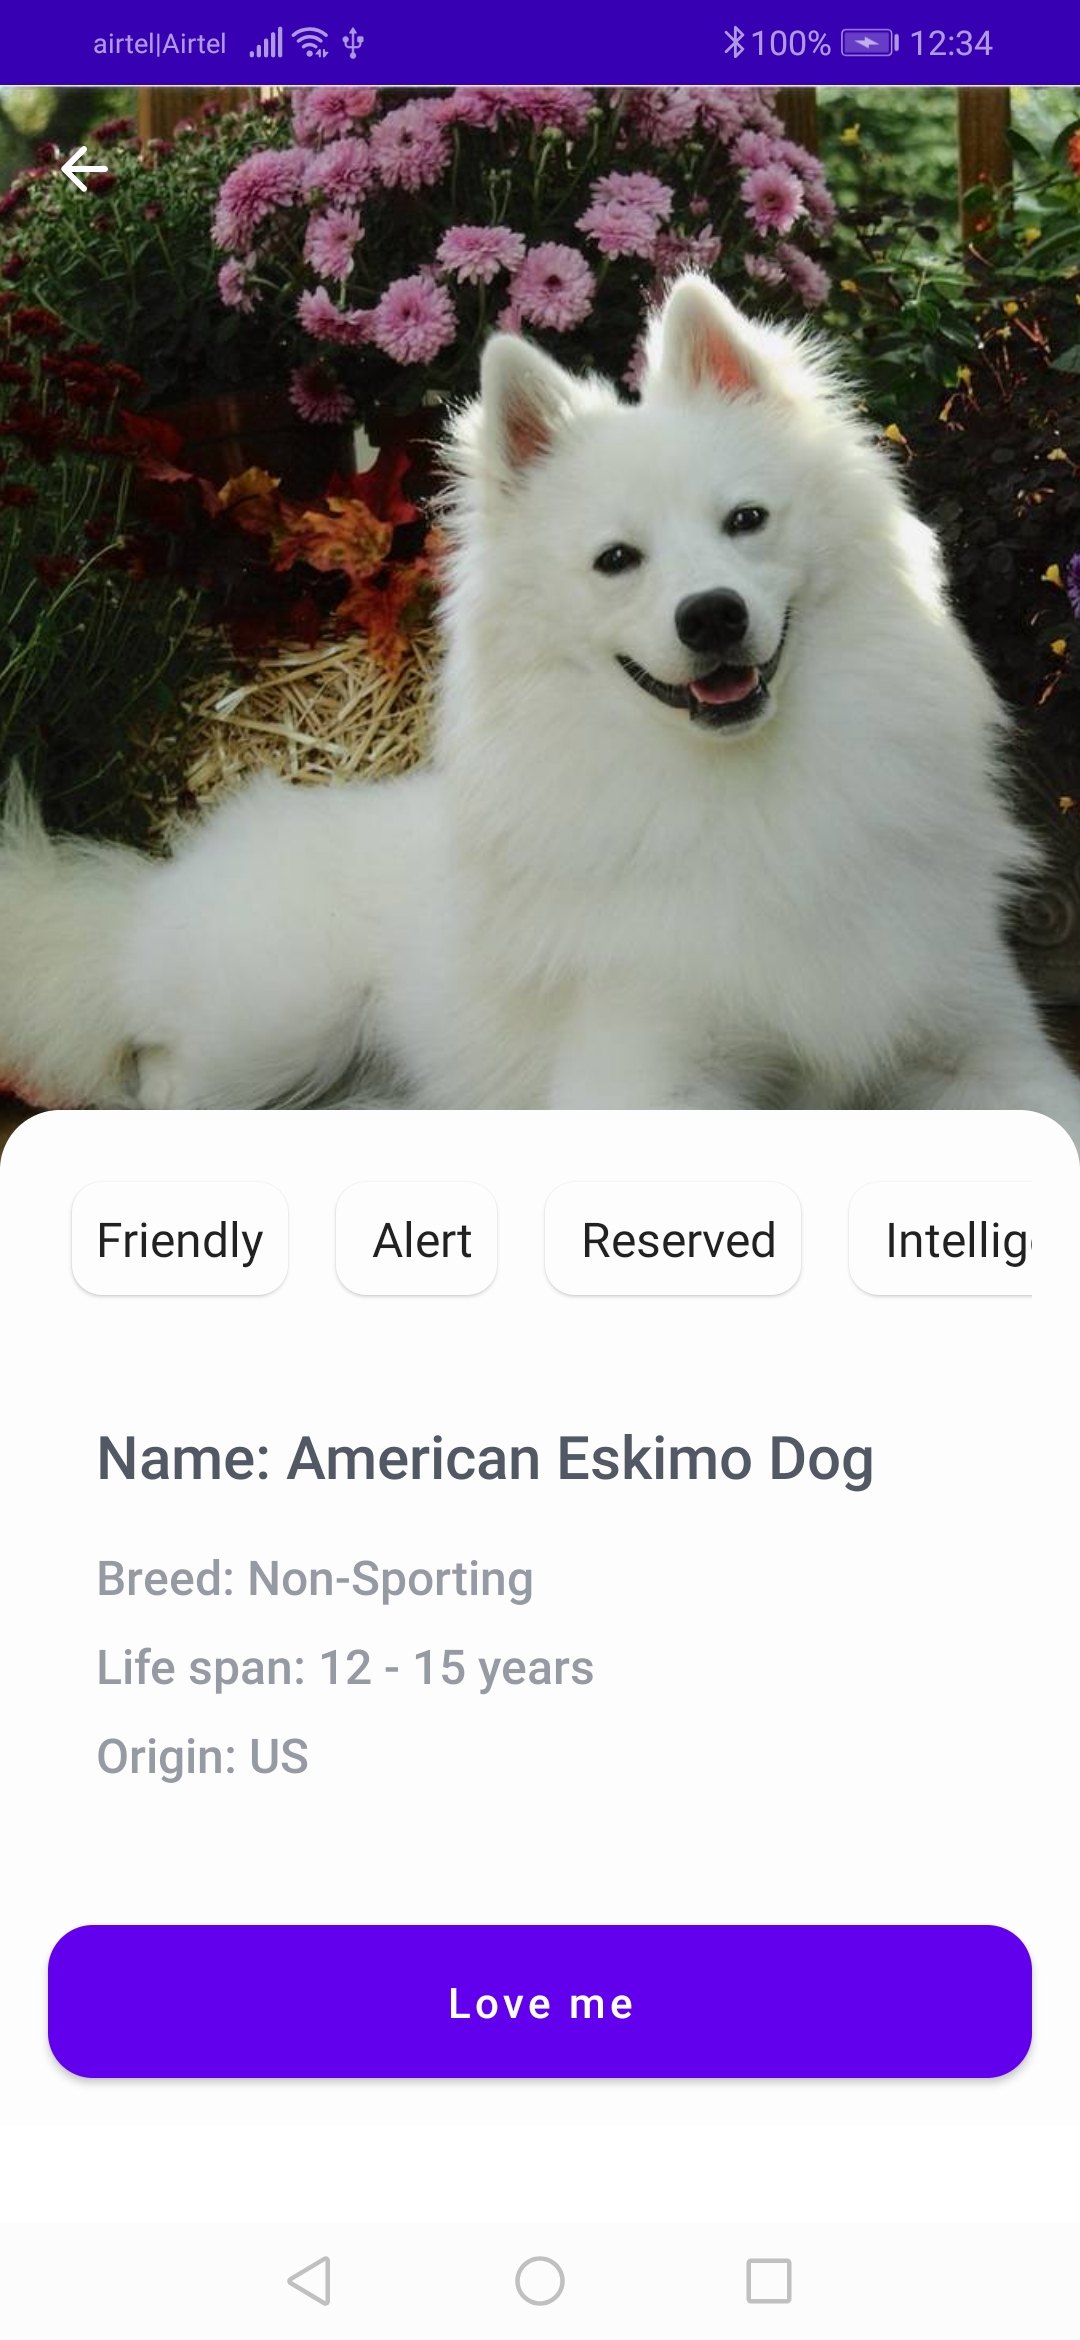 airtel|Airtel 100% 12:34
Friendly Alert Reserved Intellig
Name: American Eskimo Dog
Breed: Non-Sporting
Life span: 12 - 15 years
Origin: US
Love me